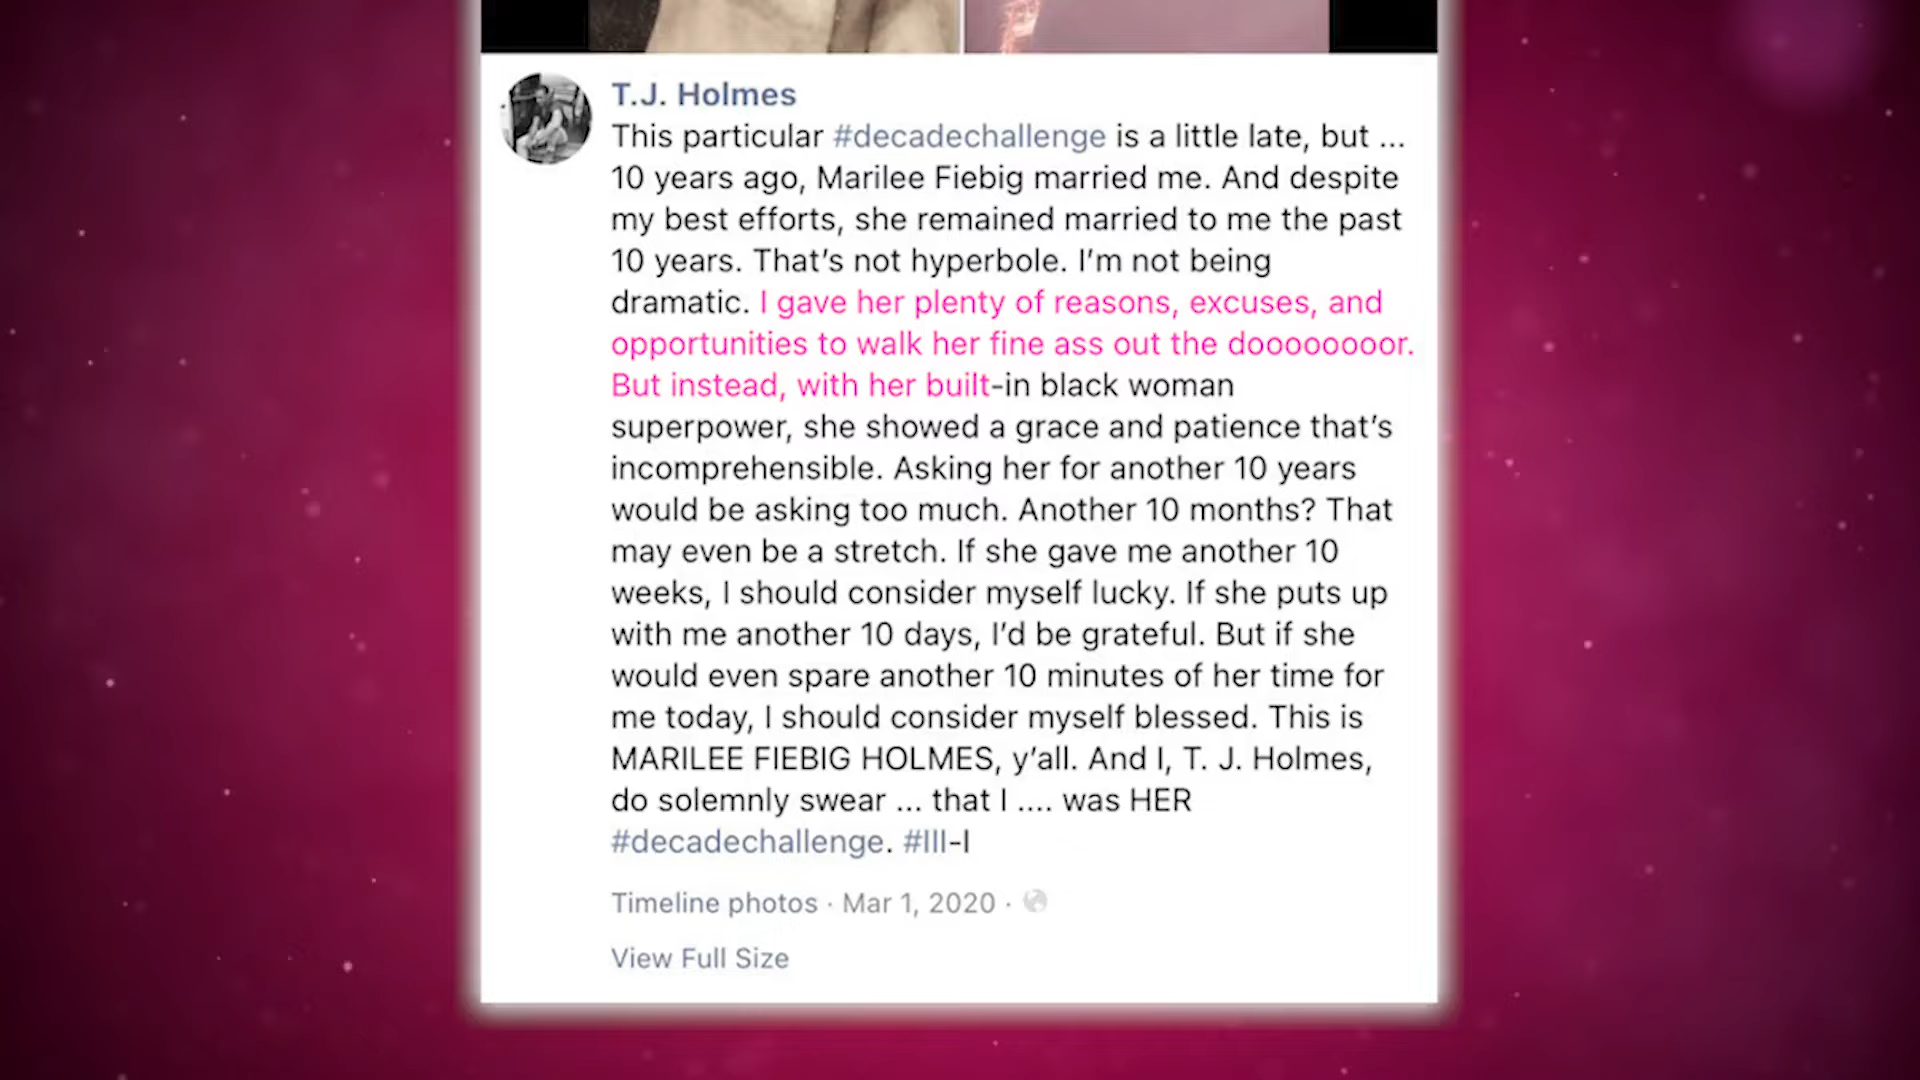 T.J. Holmes
This particular #decadechallenge is a little late, but ...
10 years ago, Marilee Fiebig married me. And despite
my best efforts, she remained married to me the past
10 years. That's not hyperbole. I'm not being
dramatic. I gave her plenty of reasons, excuses, and
opportunities to walk her fine ass out the doooooooor.
But instead, with her built-in black woman
superpower, she showed a grace and patience that's
incomprehensible. Asking her for another 10 years
would be asking too much. Another 10 months? That
may even be a stretch. If she gave me another 10
weeks, I should consider myself lucky. If she puts up
with me another 10 days, I'd be grateful. But if she
would even spare another 10 minutes of her time for
me today, I should consider myself blessed. This is
MARILEE FIEBIG HOLMES, y'all. And I, T. J. Holmes,
do solemnly swear ... that I .... was HER
#decadechallenge. #III-I
Timeline photos · Mar 1, 2020 ·
View Full Size